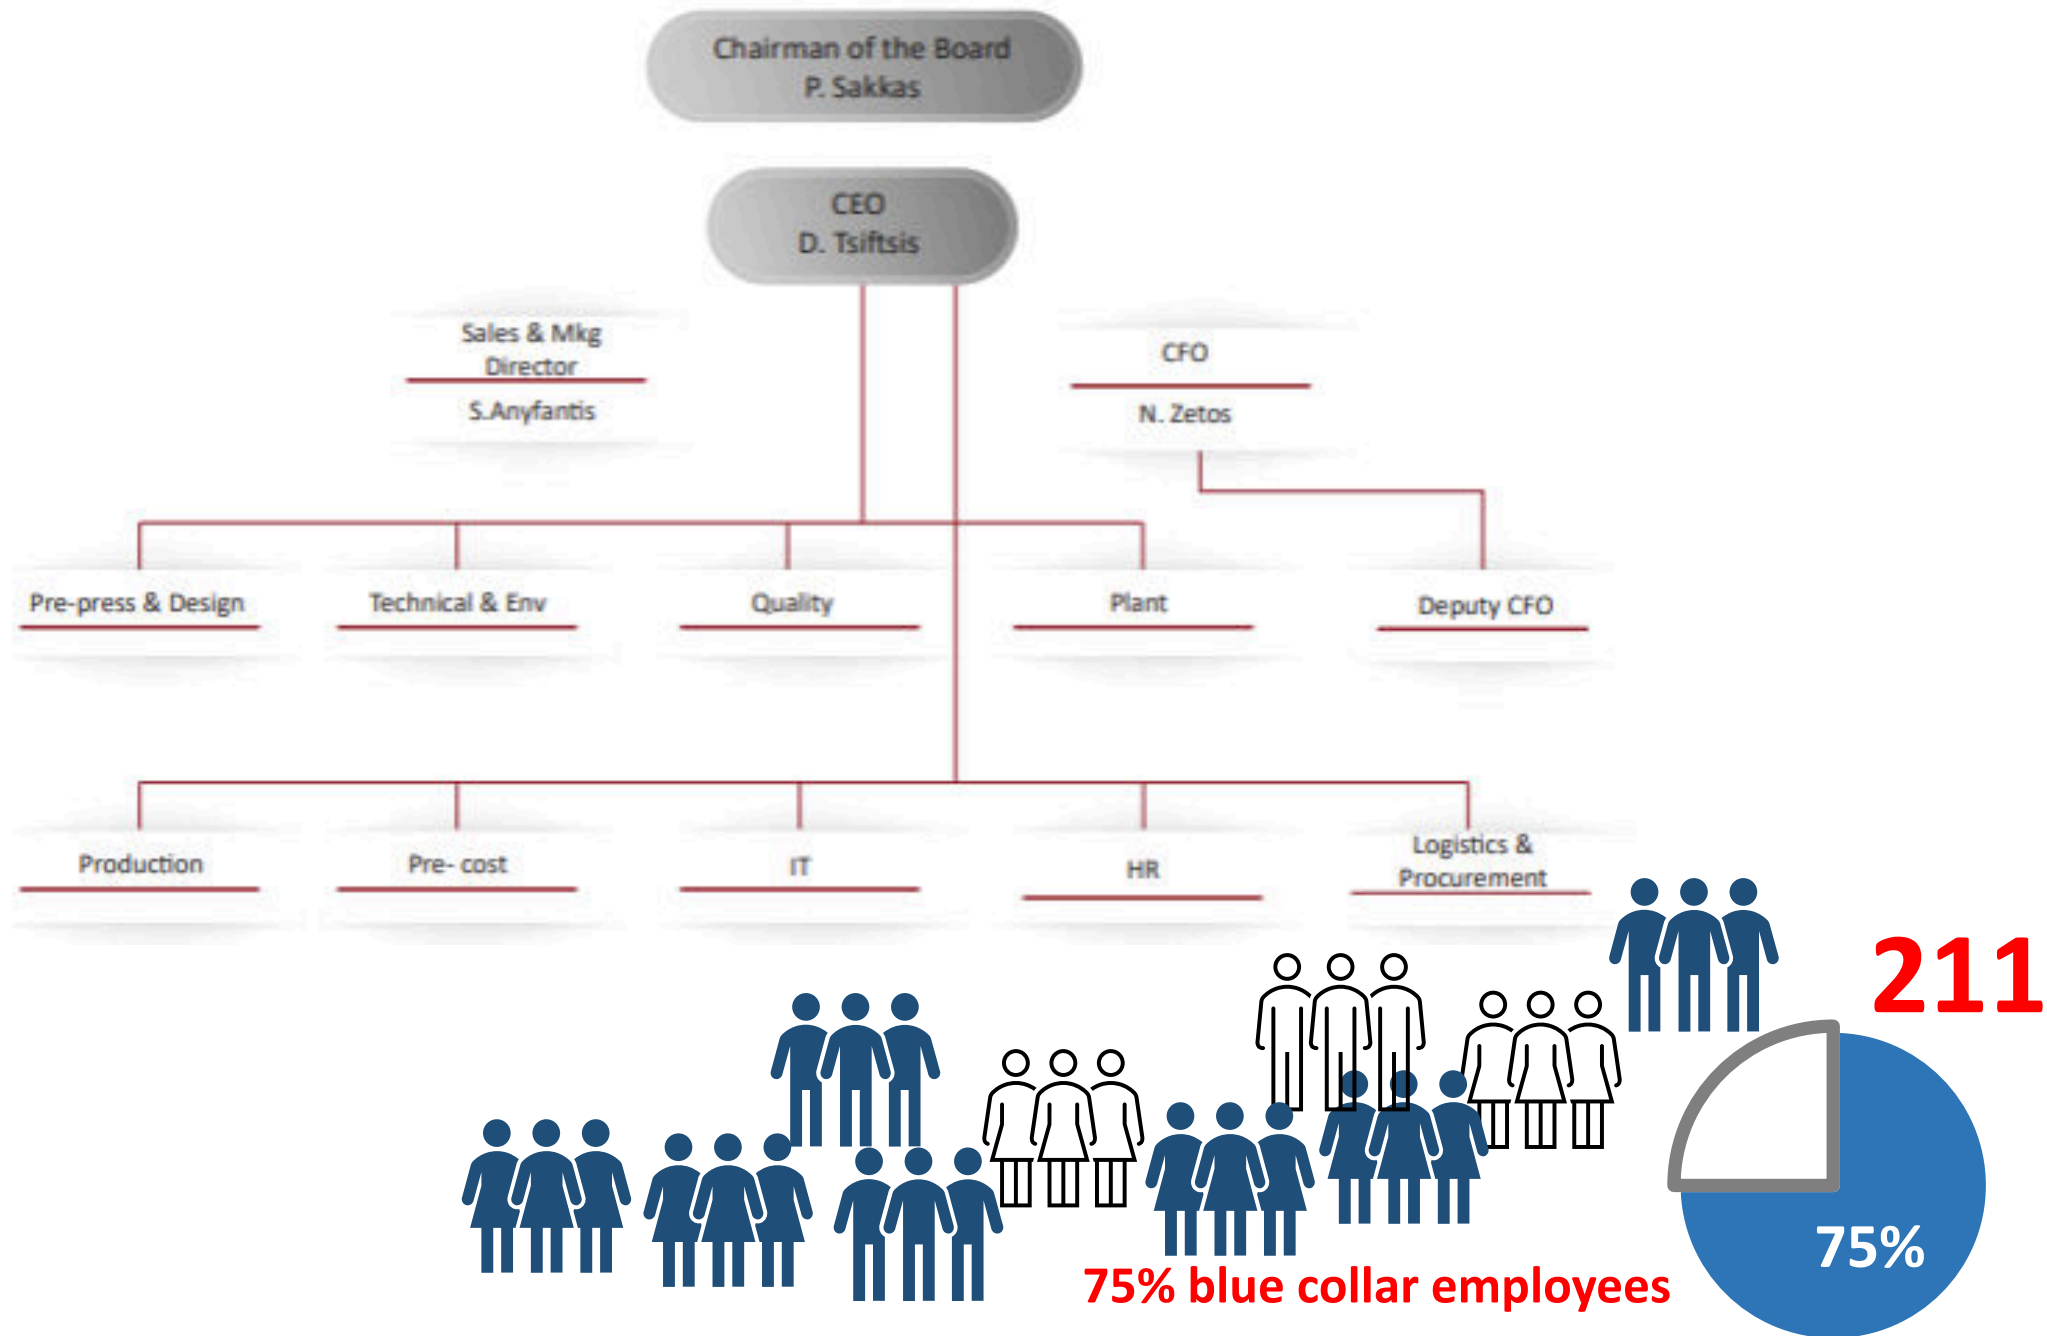 Chairman of the Board
P. Sakkas
CEO
D. Tsiftsis
Sales & Mkg
Director
S.Anyfantis
CFO
N. Zetos
Pre-press & Design
Technical & Env
Quality
Plant
Deputy CFO
Production
Pre- cost
IT
HR
Logistics &
Procurement
211
75%
75% blue collar employees